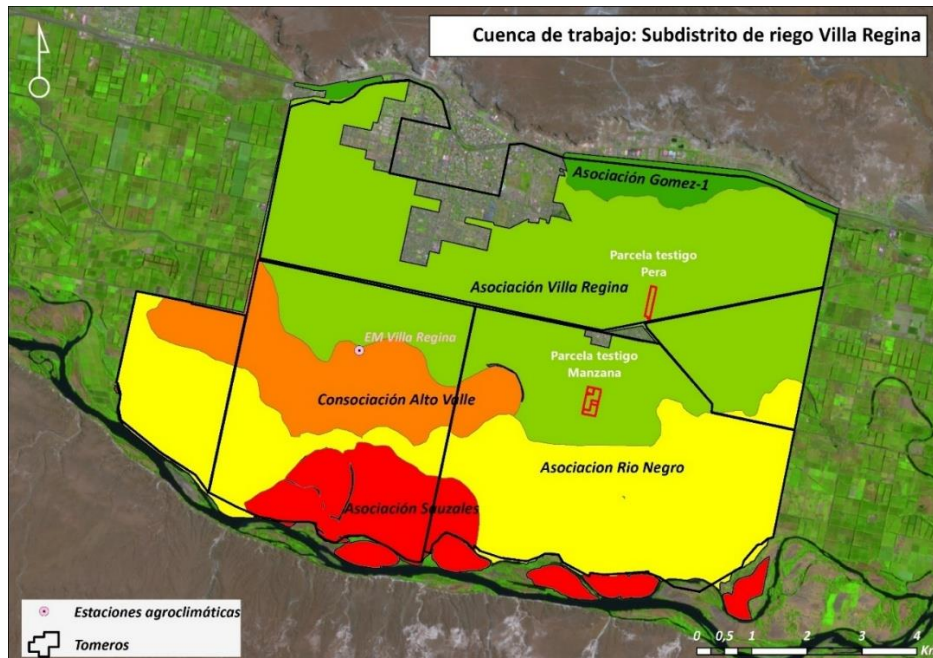 Cuenca de trabajo: Subdistrito de riego Villa Regina
Asociación Gomez-1
Parcela testigo
Pera
Asociación Villa Regina
EM Villa Regina
Parcela testigo
Manzana
Consociación Alto Valle
Asociacion Rio Negro
Asociación Sauzales
Estaciones agroclimáticas
Tomeros
0 0,5 1 2 3 4
Km